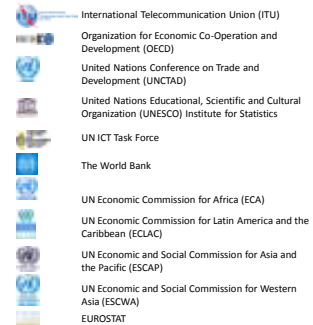 International Telecommunication Union (ITU)
Organization for Economic Co-Operation and
Development (OECD)
United Nations Conference on Trade and
Development (UNCTAD)
United Nations Educational, Scientific and Cultural
Organization (UNESCO) Institute for Statistics
UN ICT Task Force
The World Bank
UN Economic Commission for Africa (ECA)
UN Economic Commission for Latin America and the
Caribbean (ECLAC)
UN Economic and Social Commission for Asia and
the Pacific (ESCAP)
UN Economic and Social Commission for Western
Asia (ESCWA)
EUROSTAT